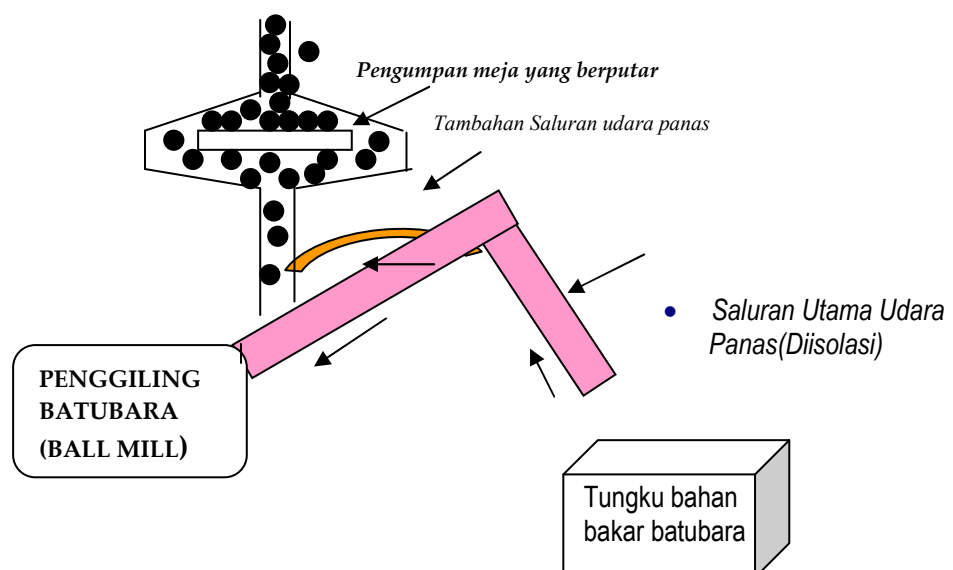 Pengumpan meja yang berputar
Tambahan Saluran udara panas
• Saluran Utama Udara
Panas(Diisolasi)
PENGGILING
BATUBARA
(BALL MILL)
Tungku bahan
bakar batubara